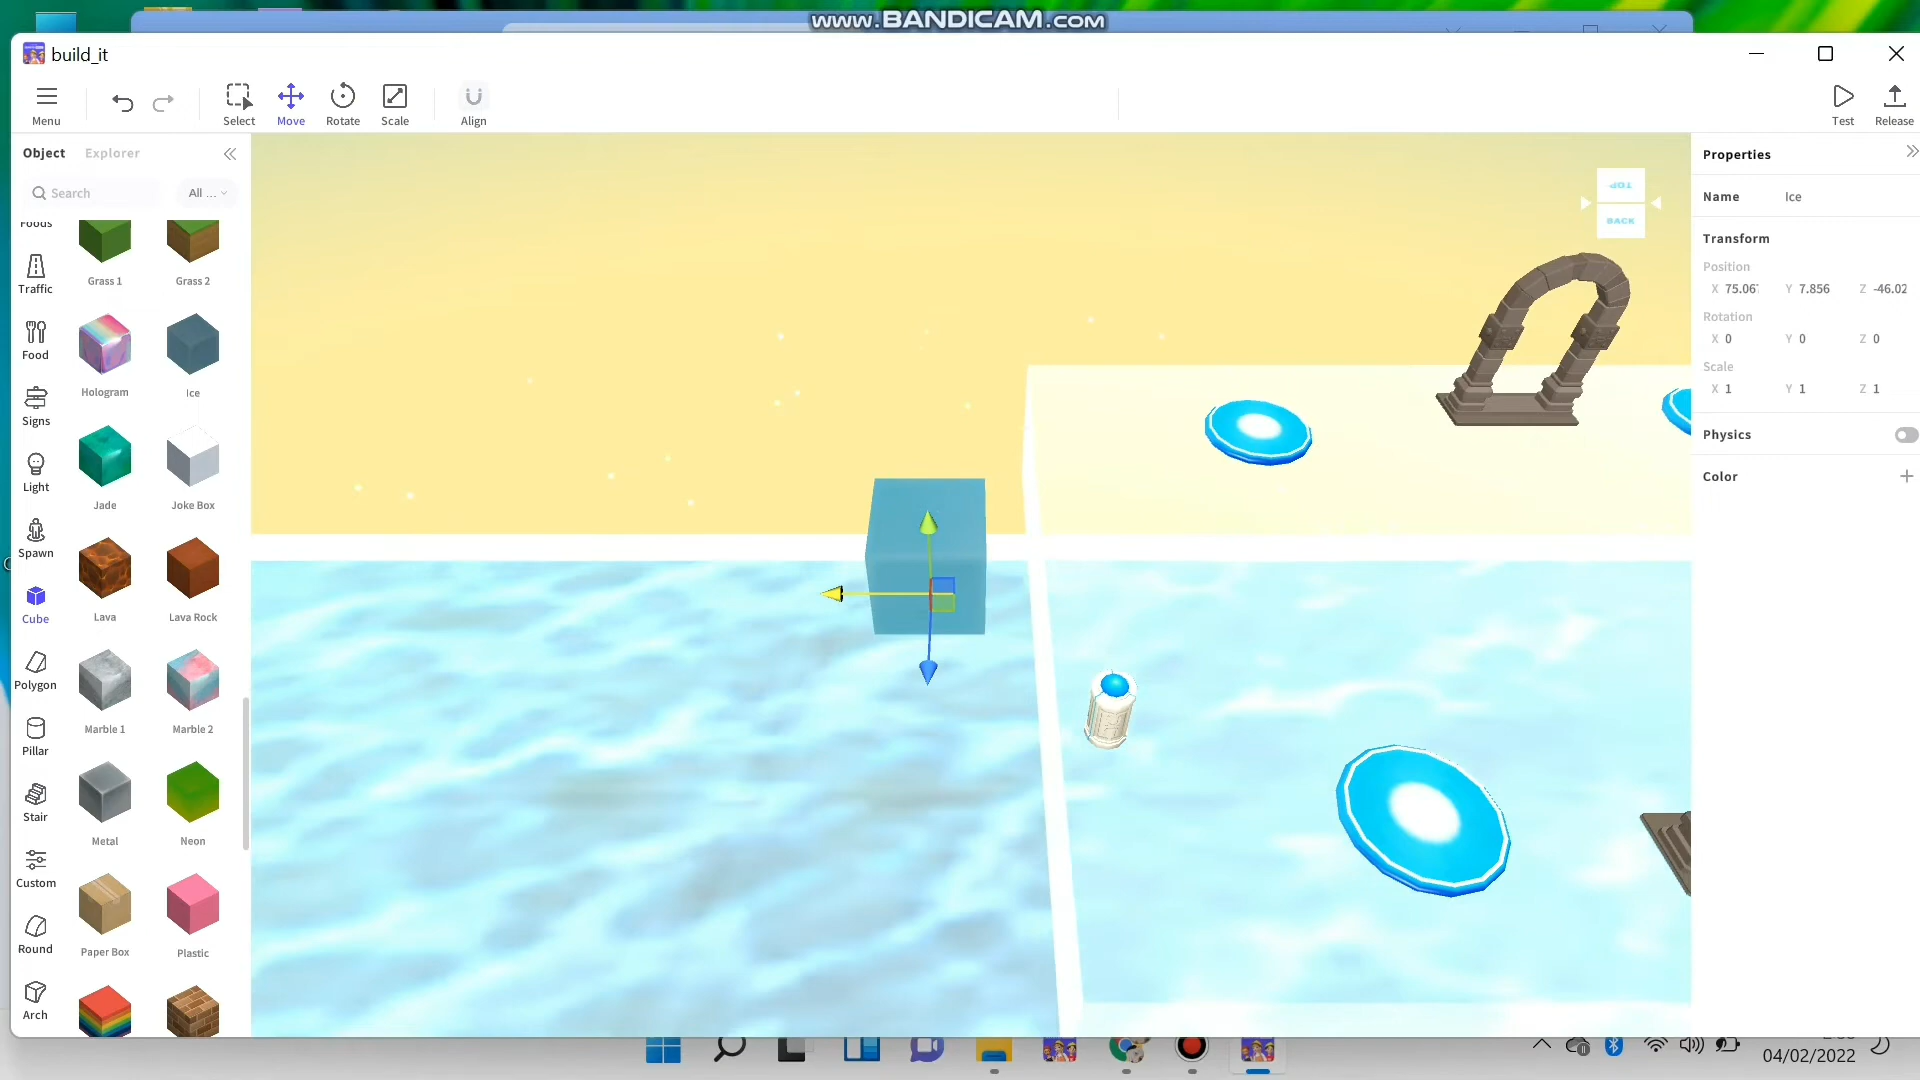 www.BANDICAM.com
build_it
Menu
Select
Move
Rotate
Scale
Align
Test
Release
Object
Explorer
Search
All ...
Foods
Traffic
Food
Signs
Light
Spawn
Cube
Polygon
Pillar
Stair
Custom
Round
Arch
Grass 1
Grass 2
Hologram
Ice
Jade
Joke Box
Lava
Lava Rock
Marble 1
Marble 2
Metal
Neon
Paper Box
Plastic
TOP
BACK
Properties
Name Ice
Transform
Position
X 75.06 Y 7.856 Z -46.02
Rotation
X 0 Y 0 Z 0
Scale
X 1 Y 1 Z 1
Physics
Color
04/02/2022